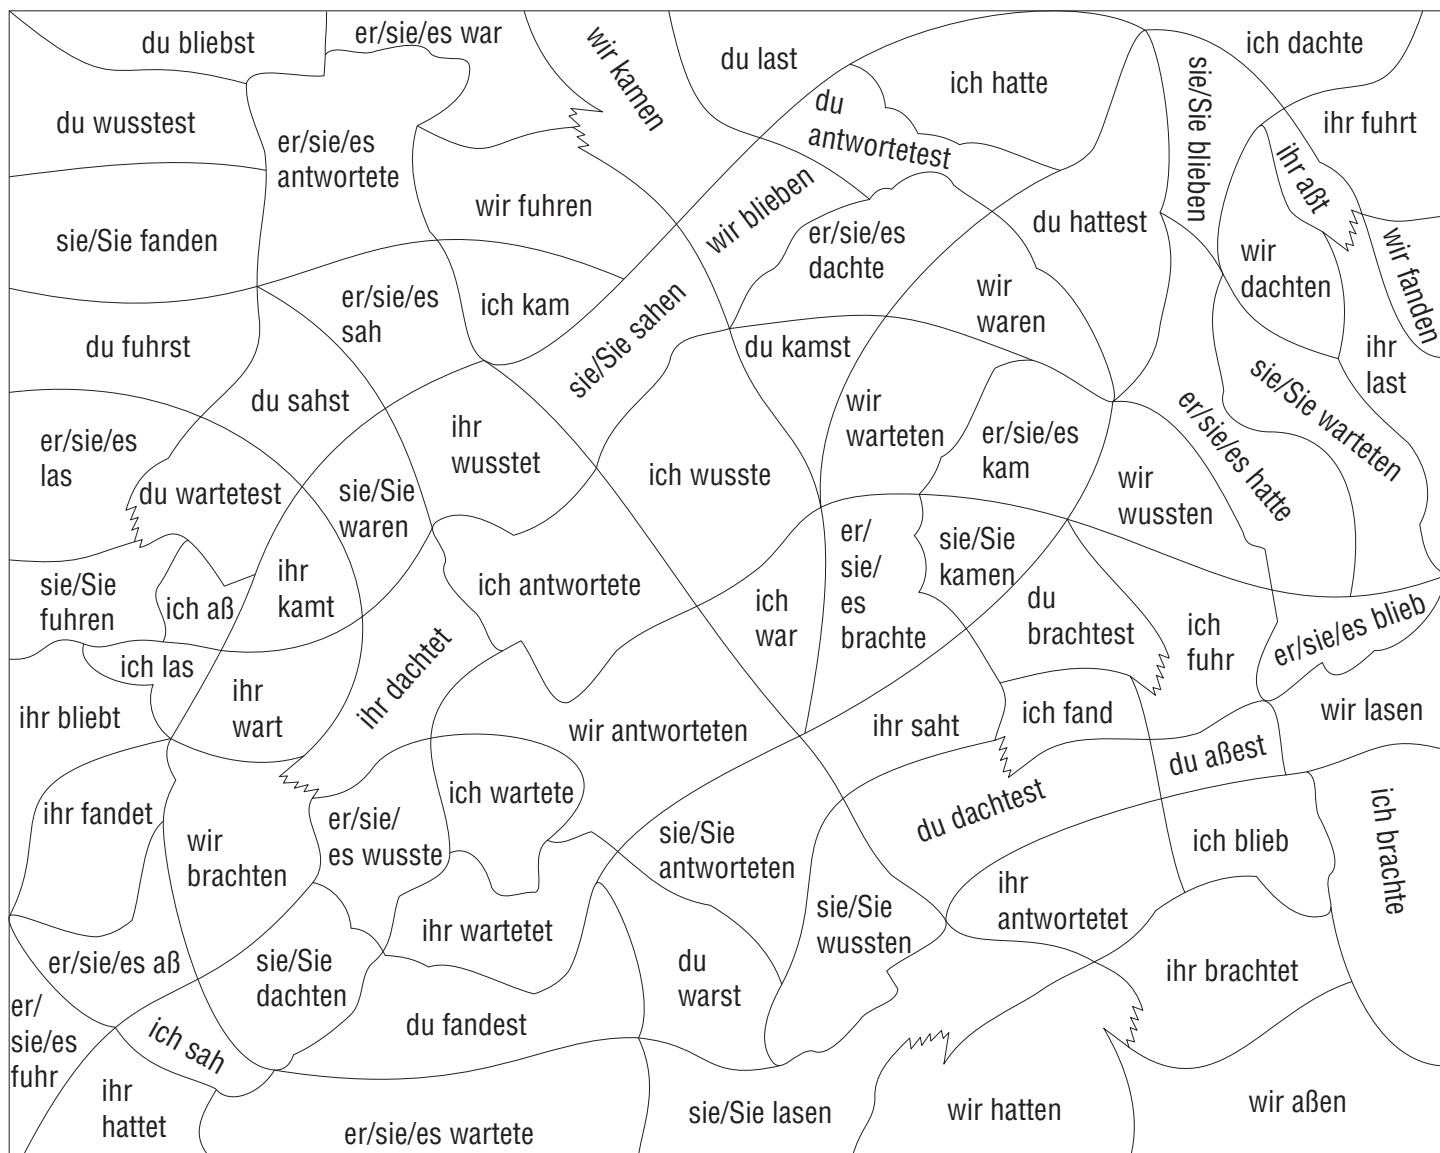 du bliebst
er/sie/es war
wir kamen
du last
ich hatte
sie/Sie blieben
ich dachte
du wusstest
er/sie/es
antwortete
du
antwortetest
ihr fuhrt
ihr aßt
sie/Sie fanden
wir fuhren
wir blieben
er/sie/es
dachte
du hattest
wir
dachten
wir fanden
er/sie/es
sah
ich kam
sie/Sie sahen
wir
waren
du fuhrst
du kamst
ihr
last
du sahst
ihr
wusstet
wir
warteten
er/sie/es
kam
er/sie/es hatte
sie/Sie warteten
er/sie/es
las
du wartetest
sie/Sie
waren
ich wusste
wir
wussten
sie/Sie
fuhren
ich aß
ihr
kamt
ich antwortete
ich
war
er/
sie/
es
brachte
sie/Sie
kamen
du
brachtest
ich
fuhr
er/sie/es blieb
ich las
ihr bliebt
ihr
wart
ihr dachtet
wir antworteten
ihr saht
ich fand
du aßest
wir lasen
ihr fandet
wir
brachten
er/sie/
es wusste
ich wartete
sie/Sie
antworteten
du dachtest
ich blieb
ich brachte
er/sie/es aß
sie/Sie
dachten
ihr wartetet
du
warst
sie/Sie
wussten
ihr
antwortetet
ihr brachtet
er/
sie/es
fuhr
ich sah
du fandest
ihr
hattet
er/sie/es wartete
sie/Sie lasen
wir hatten
wir aßen